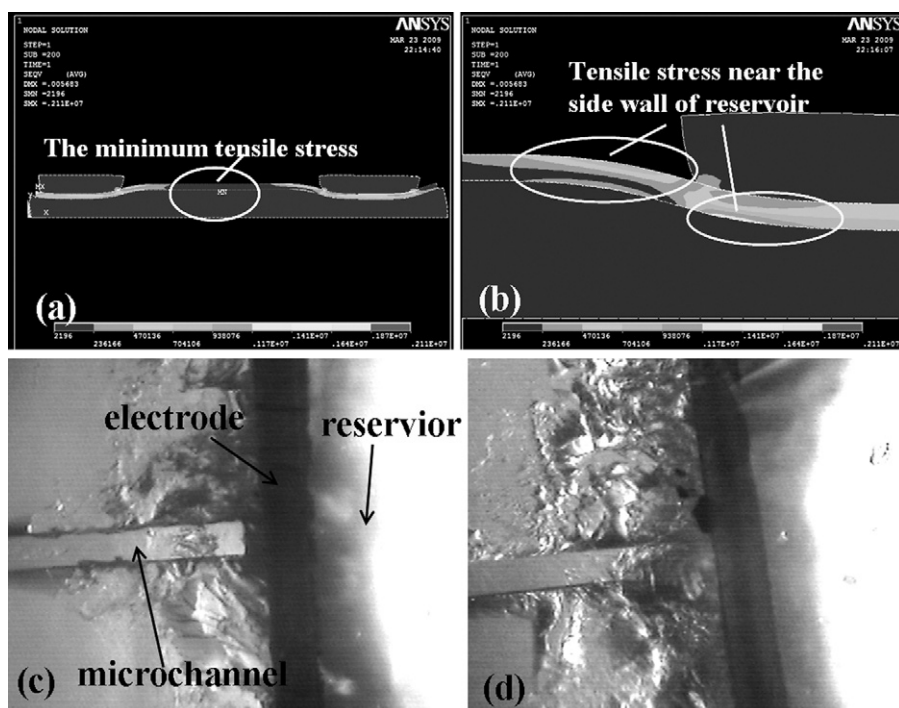 1
ANSYS
NODAL SOLUTION
MAR 23 2009
22:14:40
STEP=1
SUB =200
TIME=1
SEQV (AVG)
DMX =.005683
SMN =2196
SMX =.211E+07
The minimum tensile stress
MX
MN
X
(a)
2196 470136 938076 .141E+07 .187E+07
236166 704106 .117E+07 .164E+07 .211E+07
1
ANSYS
NODAL SOLUTION
MAR 23 2009
22:16:07
STEP=1
SUB =200
TIME=1
SEQV (AVG)
DMX =.005683
SMN =2196
SMX =.211E+07
Tensile stress near the
side wall of reservoir
(b)
2196 470136 938076 .141E+07 .187E+07
236166 704106 .117E+07 .164E+07 .211E+07
electrode
reservior
microchannel
(c)
(d)